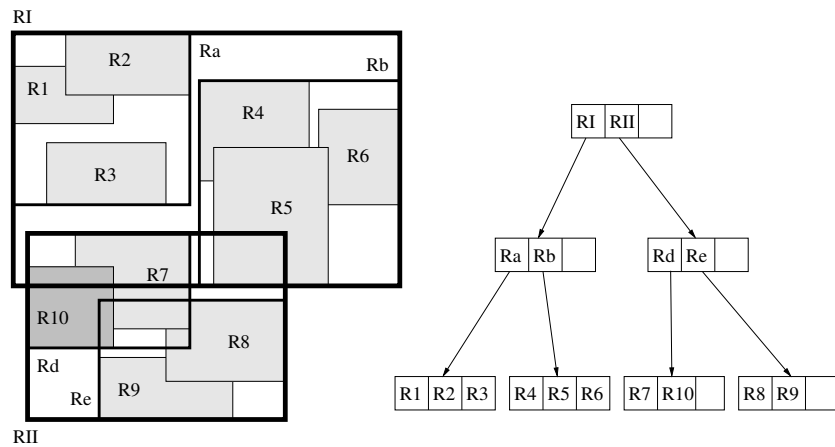 RI
R2
Ra
Rb
R1
R4
R6
R3
R5
R7
R10
R8
Rd
Re
R9
RII
RI RII
Ra Rb
Rd Re
R1 R2 R3
R4 R5 R6
R7 R10
R8 R9